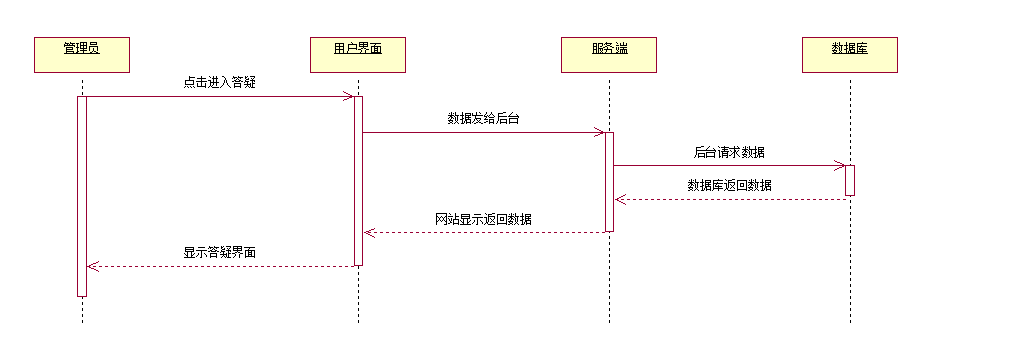 管理员
用户界面
服务端
数据库
点击进入答疑
数据发给后台
后台请求数据
数据库返回数据
网站显示返回数据
显示答疑界面